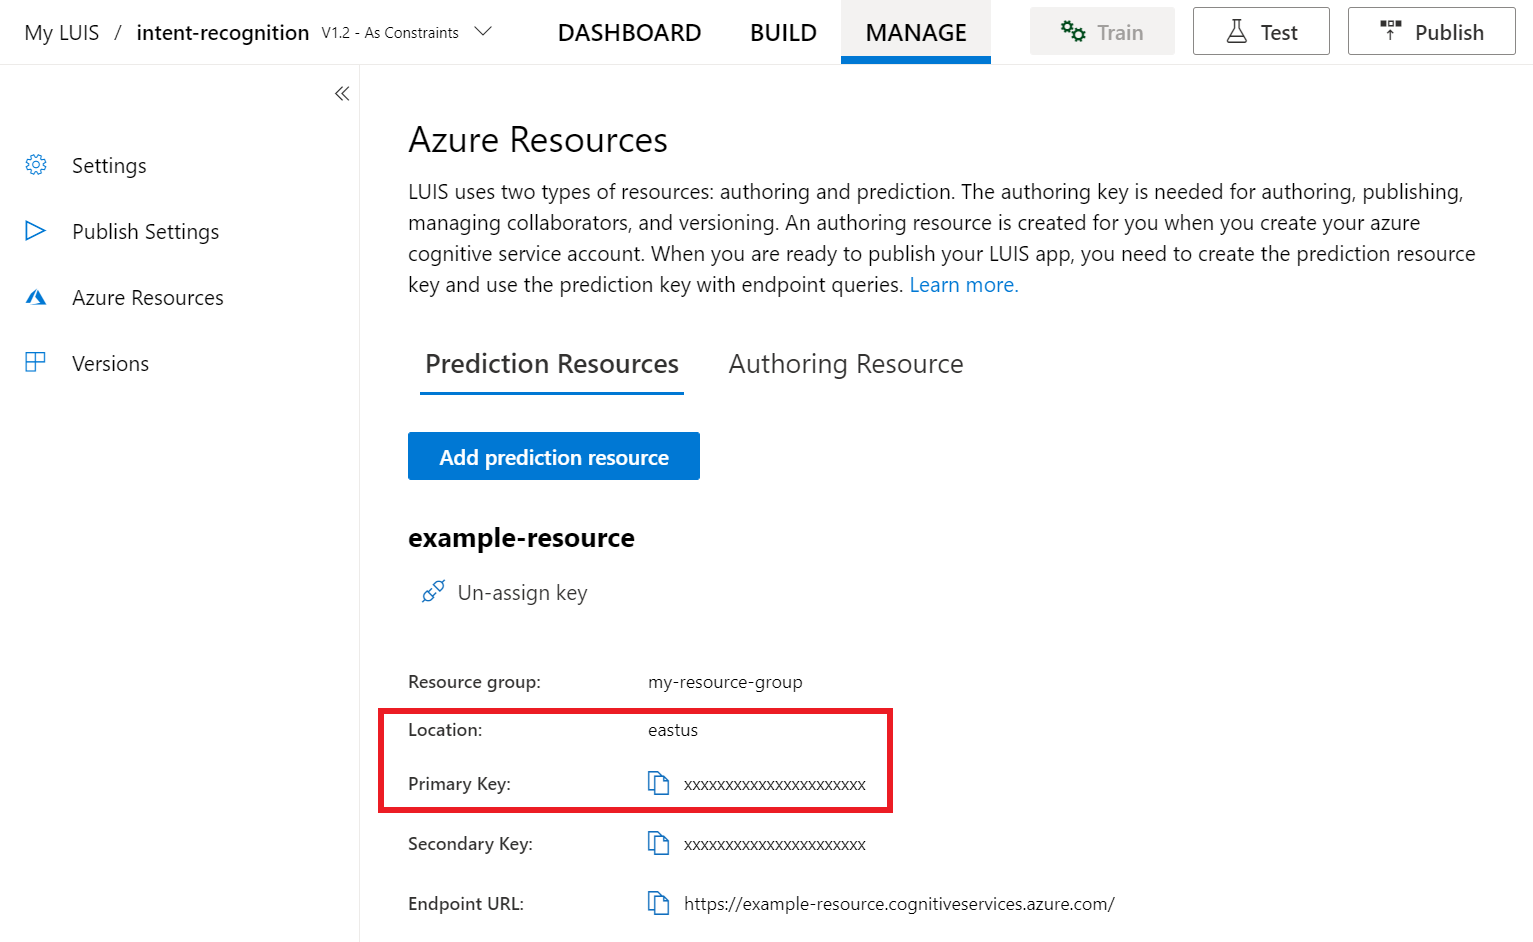 My LUIS / intent-recognition V1.2 - As Constraints DASHBOARD BUILD MANAGE Train Test Publish
Settings
Publish Settings
Azure Resources
Versions
Azure Resources
LUIS uses two types of resources: authoring and prediction. The authoring key is needed for authoring, publishing,
managing collaborators, and versioning. An authoring resource is created for you when you create your azure
cognitive service account. When you are ready to publish your LUIS app, you need to create the prediction resource
key and use the prediction key with endpoint queries. Learn more.
Prediction Resources Authoring Resource
Add prediction resource
example-resource
Un-assign key
Resource group: my-resource-group
Location: eastus
Primary Key: xxxxxxxxxxxxxxxxxxxxxx
Secondary Key: xxxxxxxxxxxxxxxxxxxxxx
Endpoint URL: https://example-resource.cognitiveservices.azure.com/